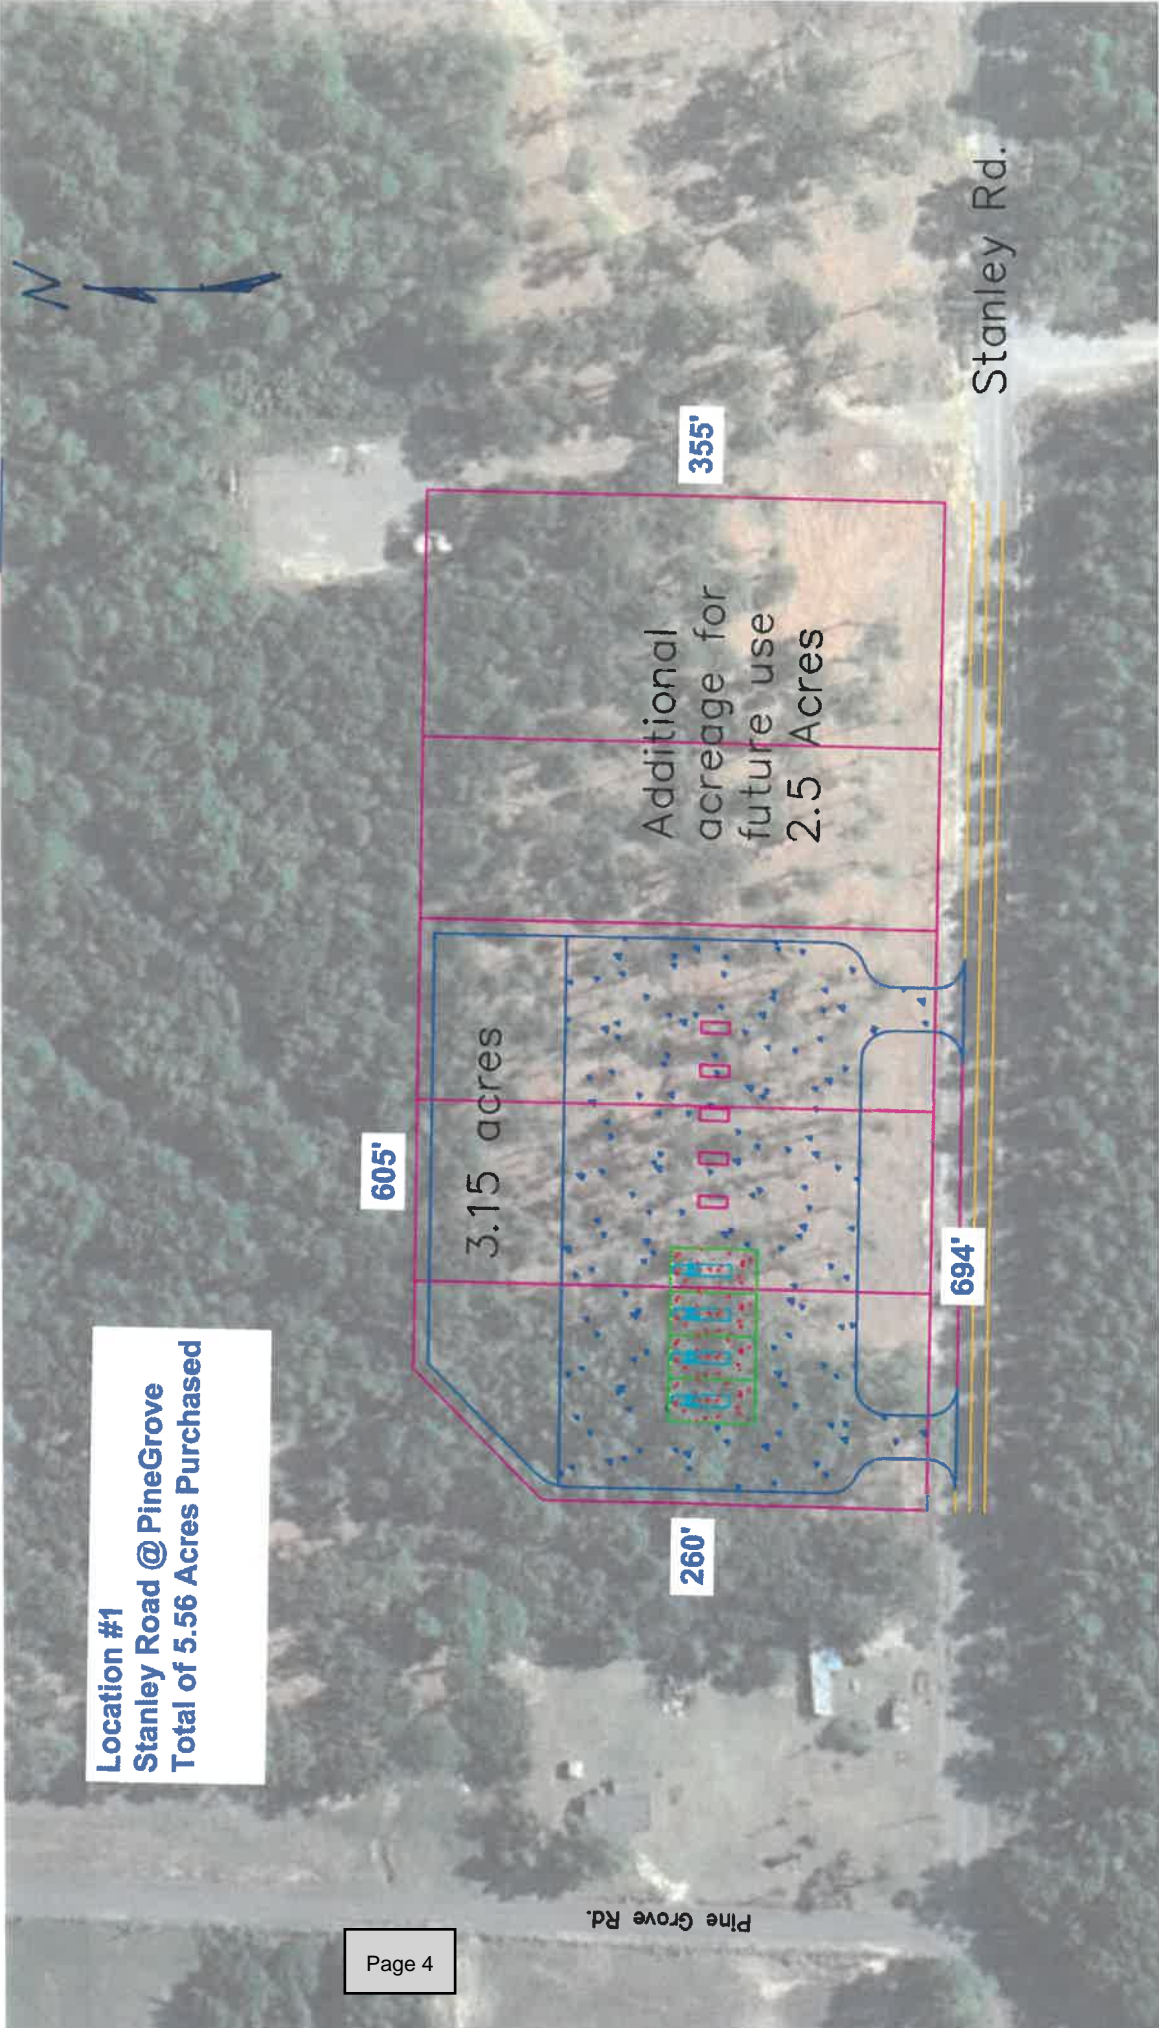 Location #1
Stanley Road @ PineGrove
Total of 5.56 Acres Purchased
N
605'
3.15 acres
355'
Additional
acreage for
future use
2.5 Acres
260'
694'
Stanley Rd.
Pine Grove Rd.
Page 4